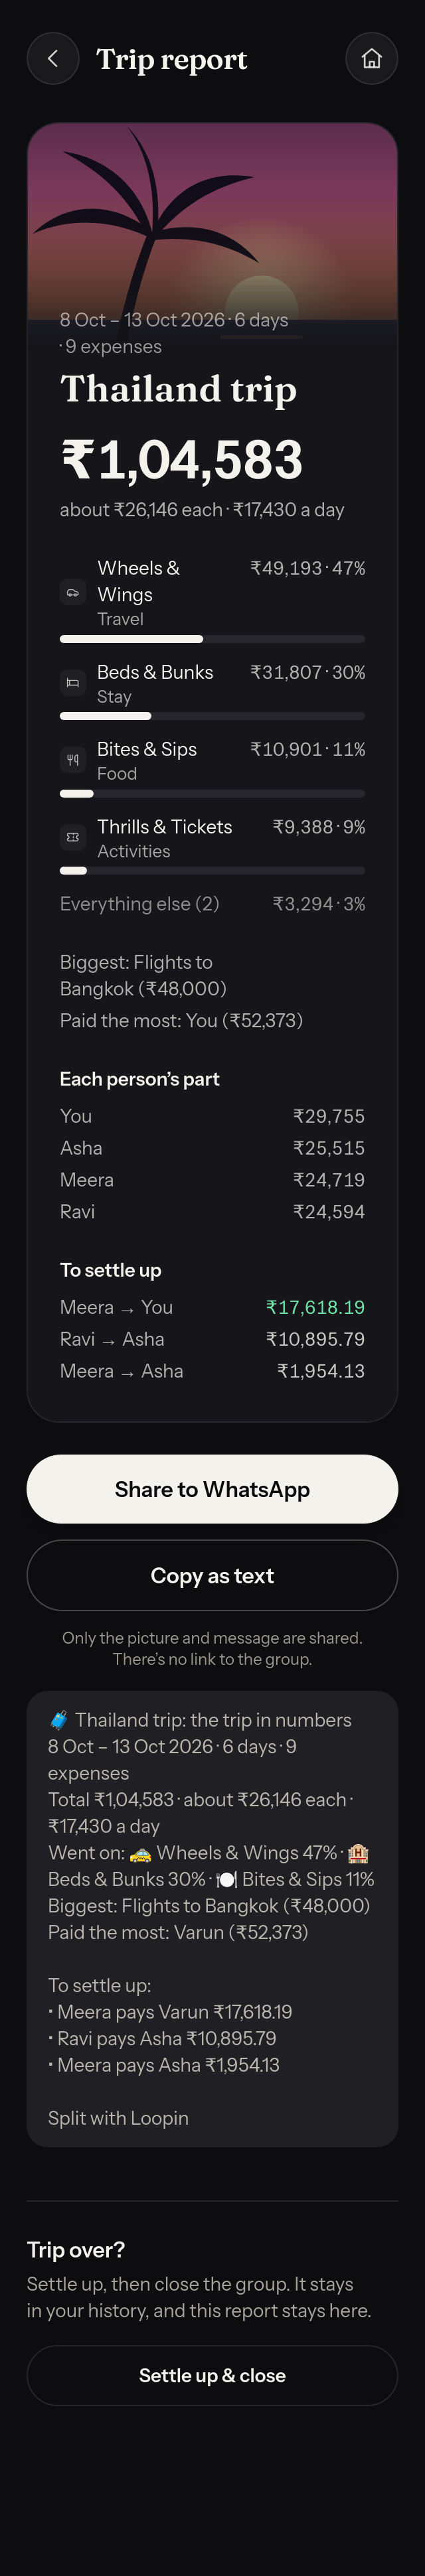 Trip report
8 Oct – 13 Oct 2026 · 6 days
· 9 expenses
Thailand trip
₹1,04,583
about ₹26,146 each · ₹17,430 a day
Wheels & Wings ₹49,193 · 47%
Travel
Beds & Bunks ₹31,807 · 30%
Stay
Bites & Sips ₹10,901 · 11%
Food
Thrills & Tickets ₹9,388 · 9%
Activities
Everything else (2) ₹3,294 · 3%
Biggest: Flights to
Bangkok (₹48,000)
Paid the most: You (₹52,373)
Each person’s part
You ₹29,755
Asha ₹25,515
Meera ₹24,719
Ravi ₹24,594
To settle up
Meera → You ₹17,618.19
Ravi → Asha ₹10,895.79
Meera → Asha ₹1,954.13
Share to WhatsApp
Copy as text
Only the picture and message are shared.
There’s no link to the group.
🧳 Thailand trip: the trip in numbers
8 Oct – 13 Oct 2026 · 6 days · 9
expenses
Total ₹1,04,583 · about ₹26,146 each ·
₹17,430 a day
Went on: 🚕 Wheels & Wings 47% · 🏨
Beds & Bunks 30% · 🍽️ Bites & Sips 11%
Biggest: Flights to Bangkok (₹48,000)
Paid the most: Varun (₹52,373)
To settle up:
• Meera pays Varun ₹17,618.19
• Ravi pays Asha ₹10,895.79
• Meera pays Asha ₹1,954.13
Split with Loopin
Trip over?
Settle up, then close the group. It stays
in your history, and this report stays here.
Settle up & close